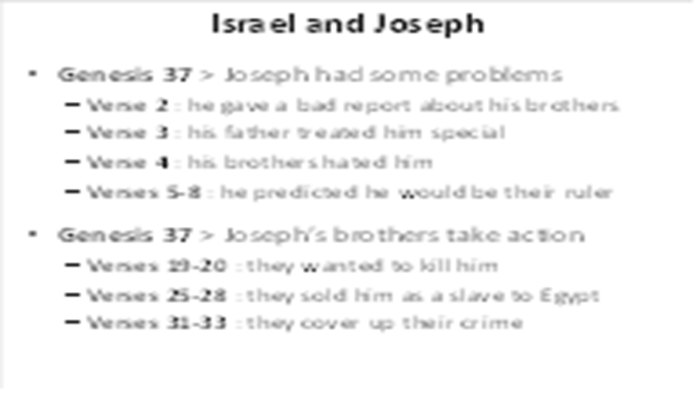 Israel and Joseph
• Genesis 37 > Joseph had some problems
– Verse 2 : he gave a bad report about his brothers
– Verse 3 : his father treated him special
– Verse 4 : his brothers hated him
– Verses 5-8 : he predicted he would be their ruler
• Genesis 37 > Joseph's brothers take action
– Verses 19-20 : they wanted to kill him
– Verses 25-28 : they sold him as a slave to Egypt
– Verses 31-33 : they cover up their crime